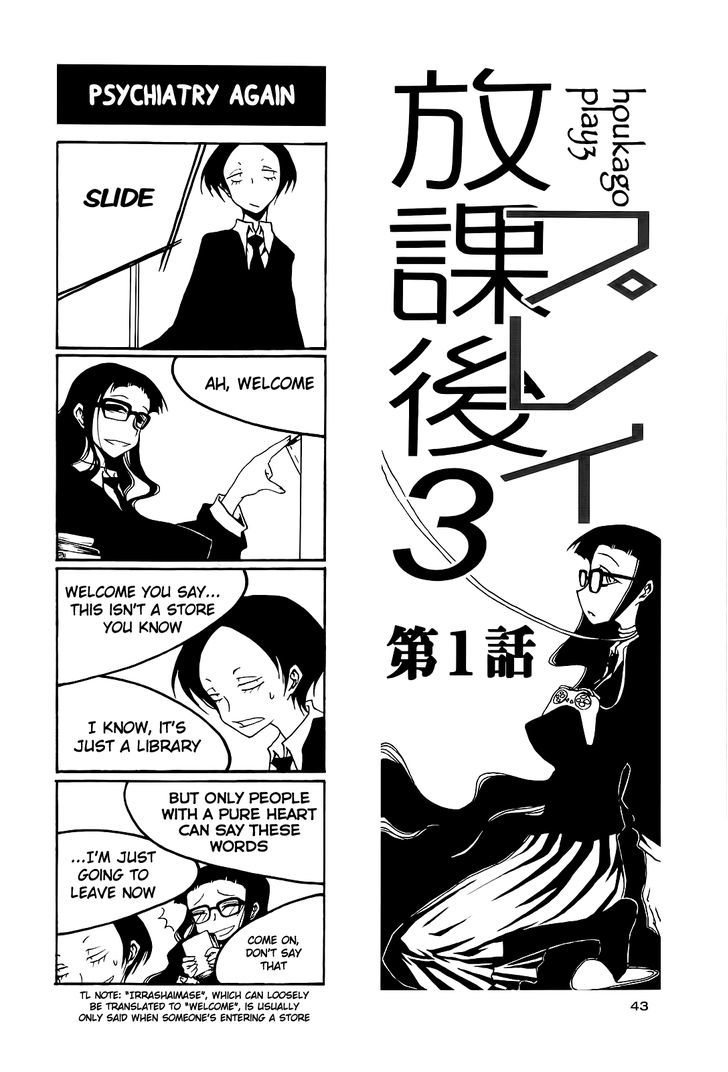 houkago
play3
放課後
プレイ
3
第1話
PSYCHIATRY AGAIN
SLIDE
AH, WELCOME
WELCOME YOU SAY...
THIS ISN'T A STORE
YOU KNOW
I KNOW, IT'S
JUST A LIBRARY
BUT ONLY PEOPLE
WITH A PURE HEART
CAN SAY THESE
WORDS
...I'M JUST
GOING TO
LEAVE NOW
COME ON,
DON'T SAY
THAT
TL NOTE: "IRRASHAIMASE", WHICH CAN LOOSELY
BE TRANSLATED TO "WELCOME", IS USUALLY
ONLY SAID WHEN SOMEONE'S ENTERING A STORE
43